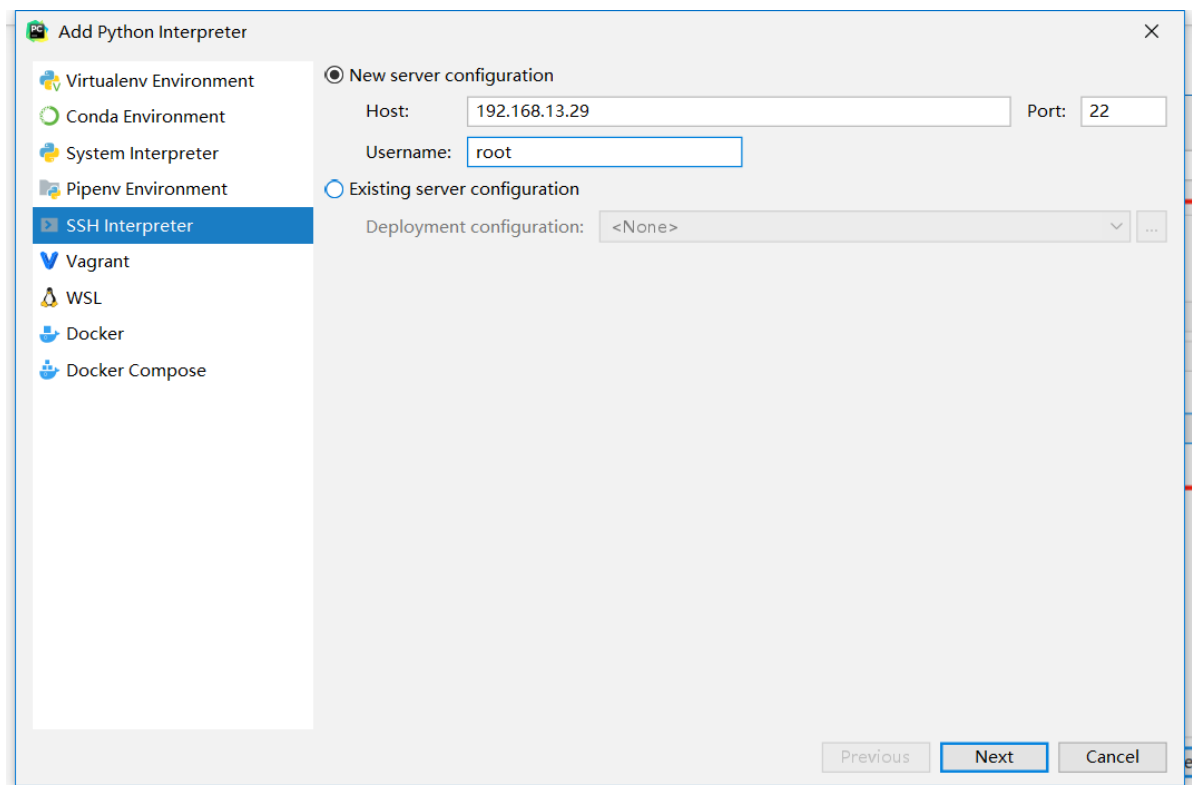 Add Python Interpreter
Virtualenv Environment
Conda Environment
System Interpreter
Pipenv Environment
SSH Interpreter
Vagrant
WSL
Docker
Docker Compose
New server configuration
Host: 192.168.13.29 Port: 22
Username: root
Existing server configuration
Deployment configuration: <None> ...
Previous Next Cancel